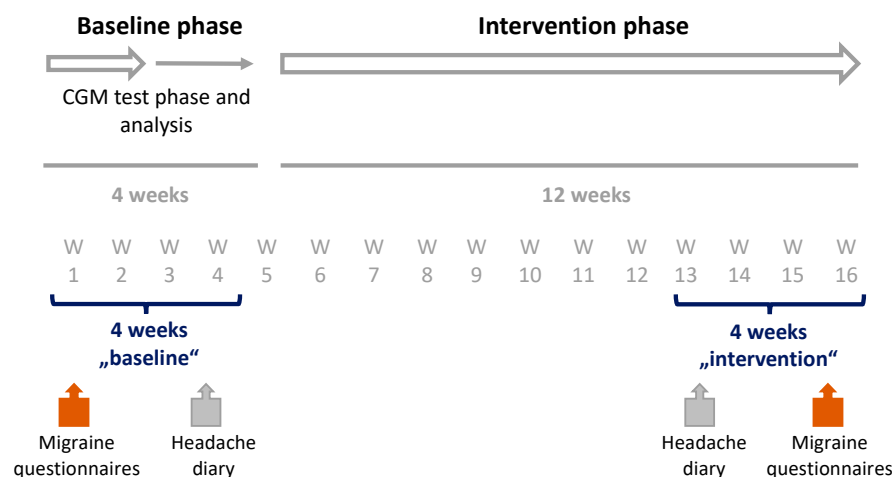 Baseline phase
Intervention phase
CGM test phase and
analysis
4 weeks
12 weeks
W W W W W W W W W W W W W W W W
1 2 3 4 5 6 7 8 9 10 11 12 13 14 15 16
4 weeks
„baseline“
4 weeks
„intervention“
Migraine
questionnaires
Headache
diary
Headache
diary
Migraine
questionnaires